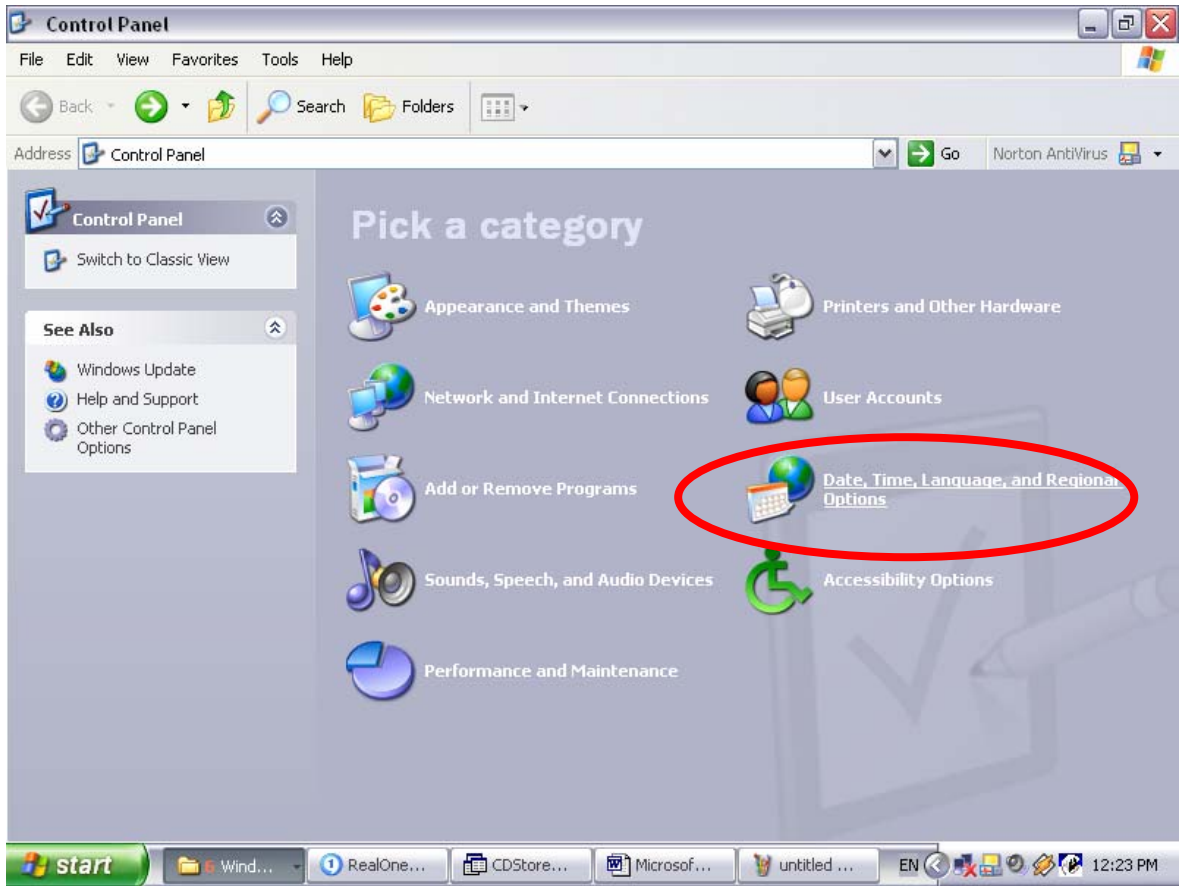 Control Panel
File Edit View Favorites Tools Help
Back Search Folders
Address Control Panel Go Norton AntiVirus
Control Panel
Switch to Classic View
See Also
Windows Update
Help and Support
Other Control Panel
Options
Pick a category
Appearance and Themes
Printers and Other Hardware
Network and Internet Connections
User Accounts
Add or Remove Programs
Date, Time, Language, and Regional
Options
Sounds, Speech, and Audio Devices
Accessibility Options
Performance and Maintenance
start 6 Wind... RealOne... CDStore... Microsof... untitled ... EN 12:23 PM